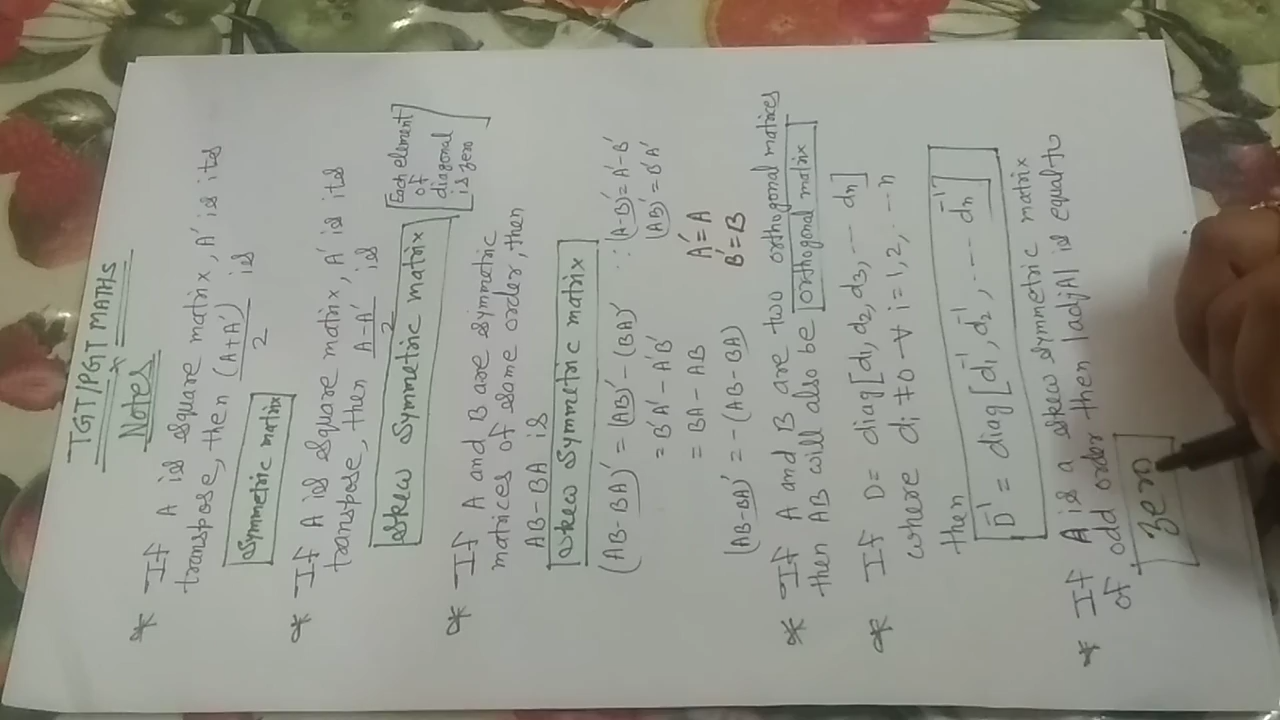 TGT/PGT MATHS
Notes
* If A is square matrix, A' is its
transpose, then (A+A')/2 is
Symmetric matrix
* If A is square matrix, A' is its
transpose, then A-A'/2 is
skew symmetric matrix [Each element of diagonal is zero]
* If A and B are symmetric
matrices of same order, then
AB-BA is
skew symmetric matrix
(AB-BA)' = (AB)' - (BA)' ∵ (A-B)' = A'-B'
= B'A' - A'B' (AB)' = B'A'
= BA - AB A' = A
B' = B
(AB-BA)' = -(AB-BA)
* If A and B are two orthogonal matrices
then AB will also be orthogonal matrix
* If D = diag[d1, d2, d3, ... dn]
where di ≠ 0 ∀ i = 1, 2, ... n
then
D⁻¹ = diag[d1⁻¹, d2⁻¹, ... dn⁻¹]
* If A is a skew symmetric matrix
of odd order then |adjA| is equal to
Zero